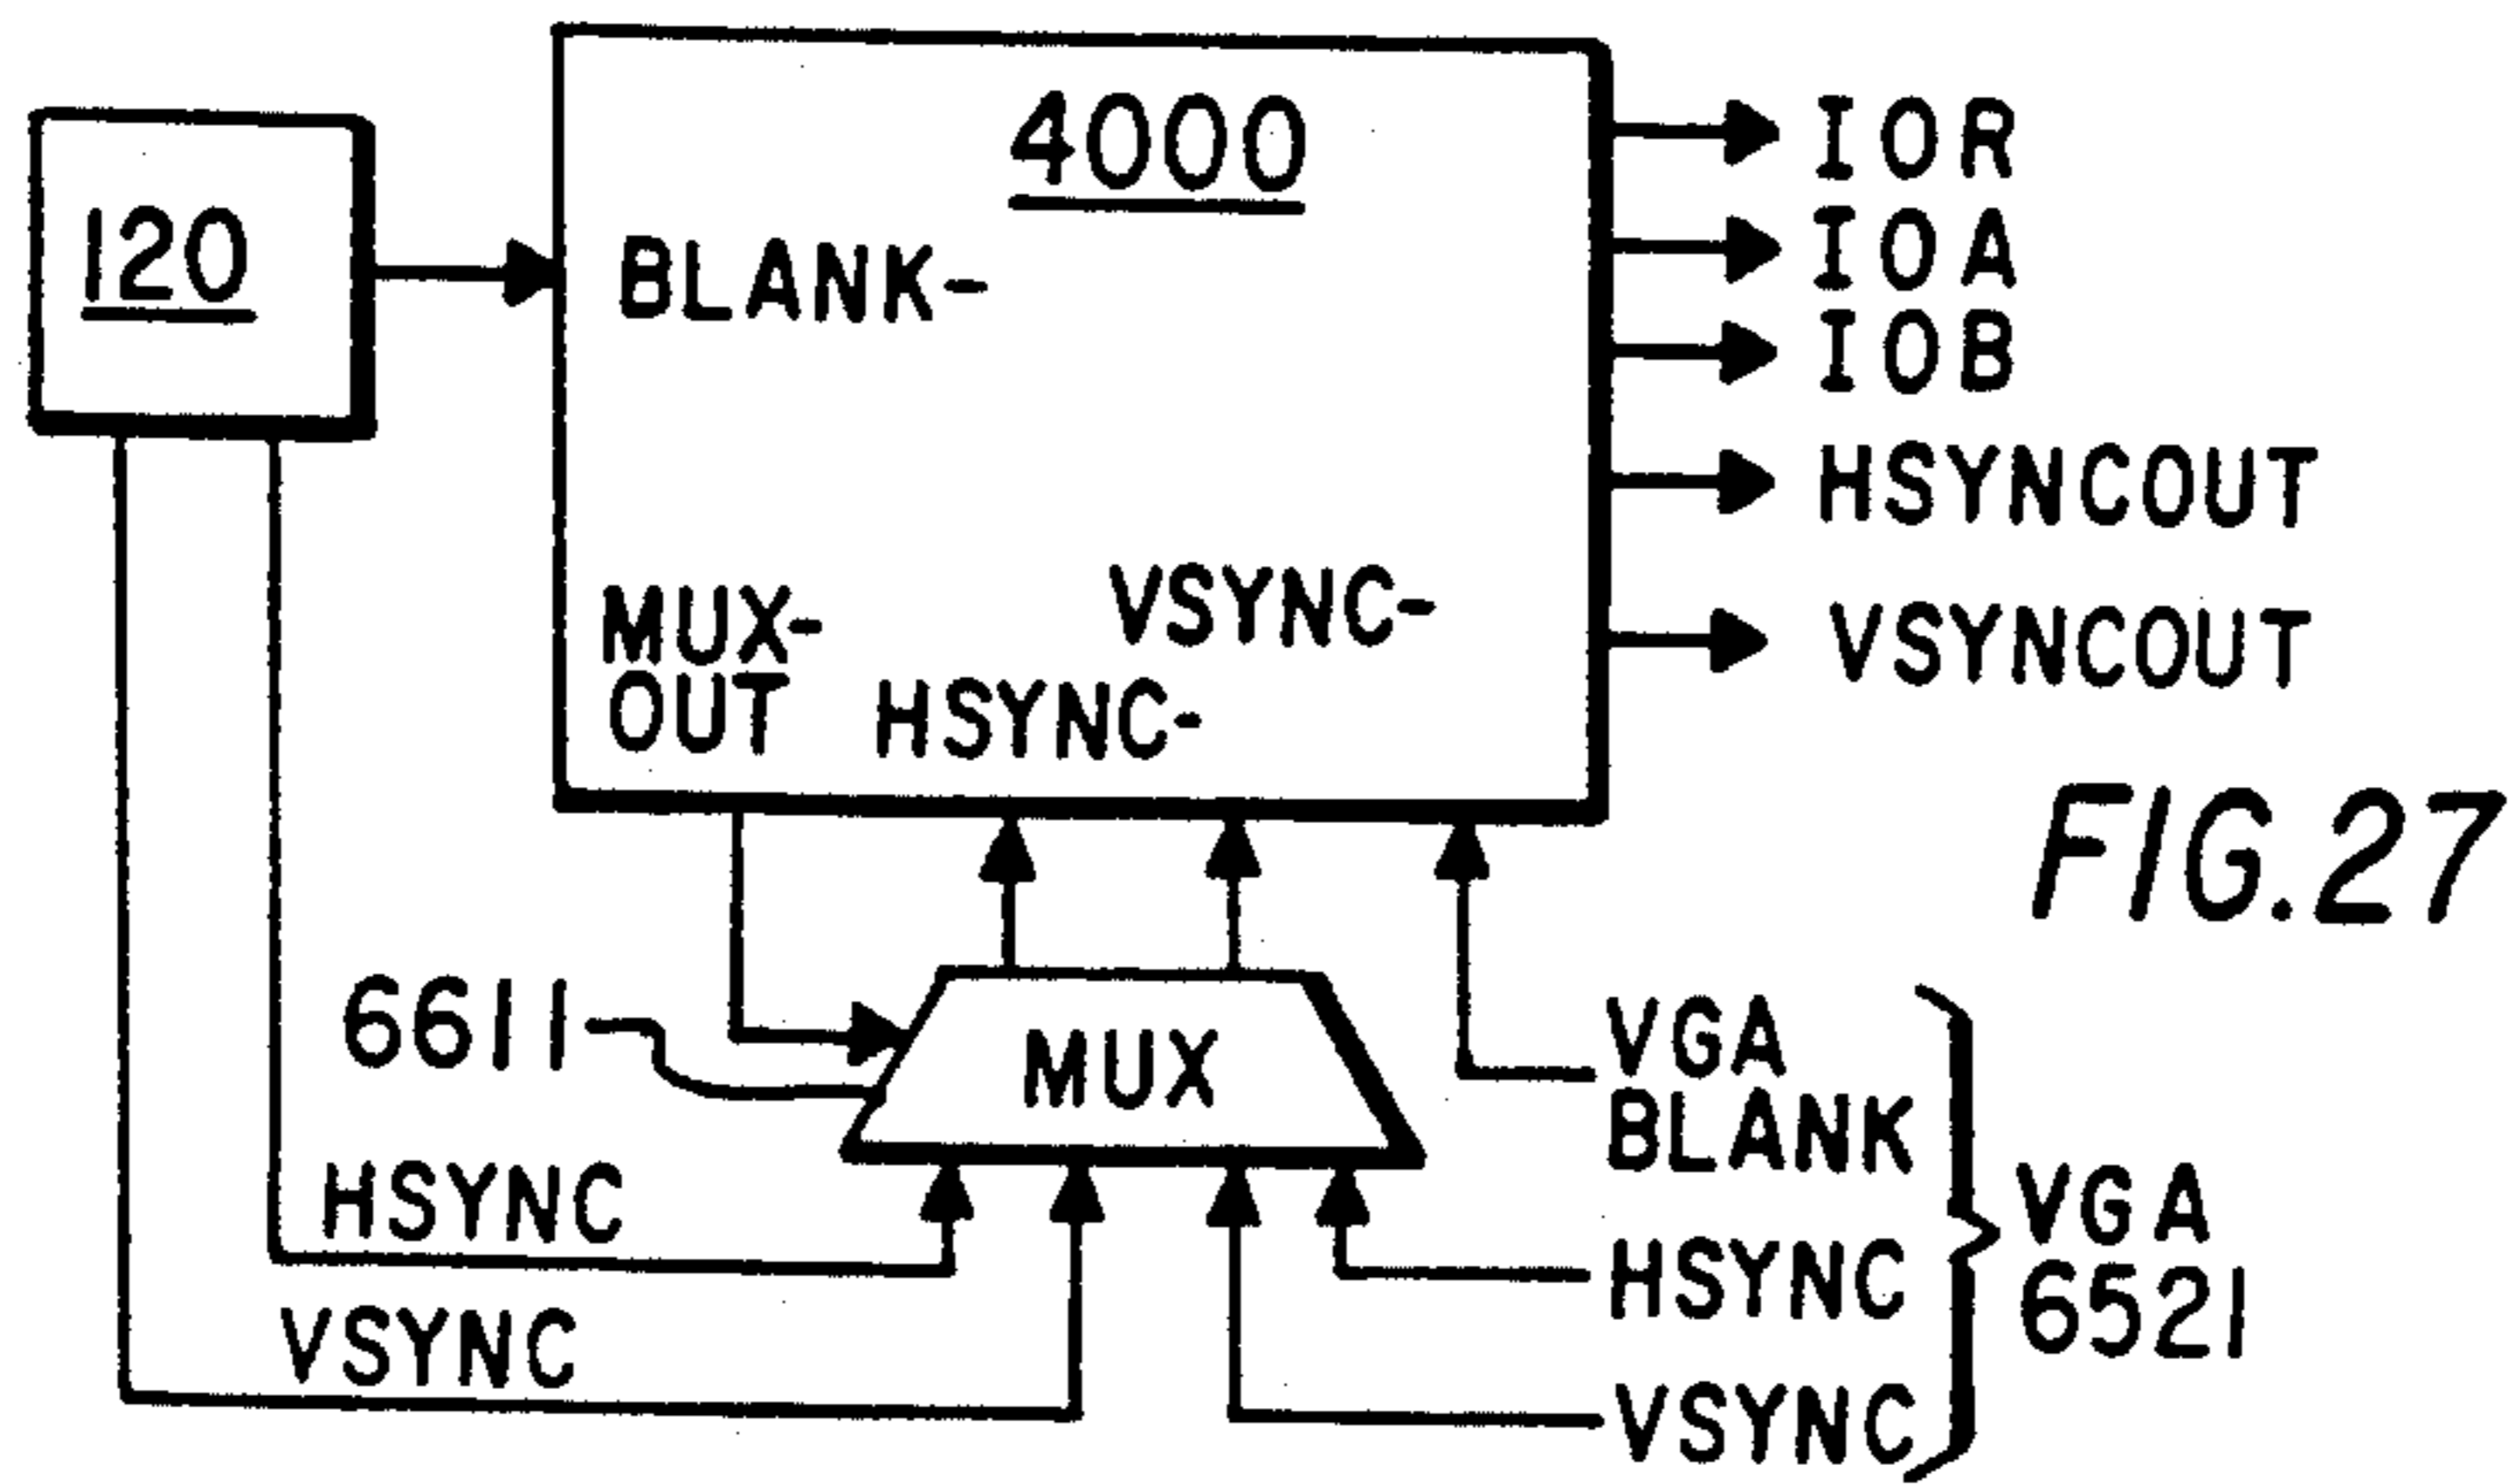 120
4000
BLANK-
MUX-
OUT
HSYNC-
VSYNC-
IOR
IOA
IOB
HSYNCOUT
VSYNCOUT
FIG.27
6611
MUX
HSYNC
VSYNC
VGA
BLANK
HSYNC
VSYNC
VGA
6521